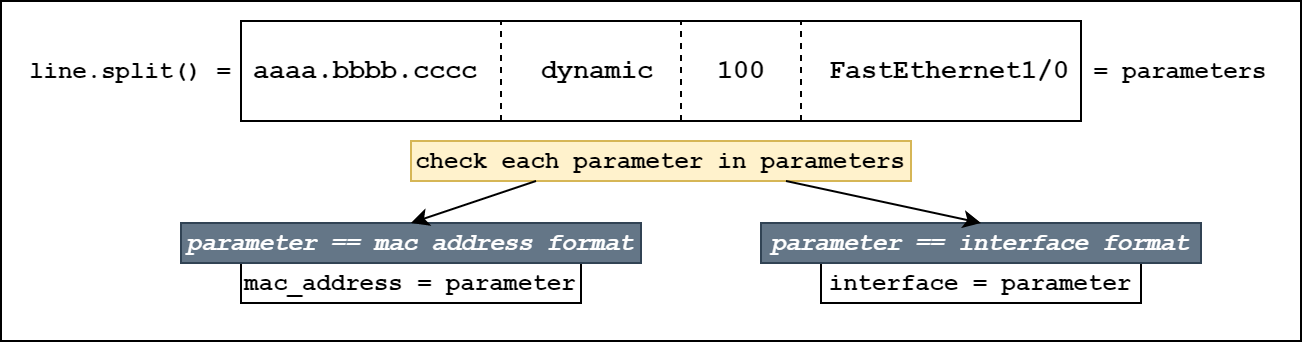 line.split() = aaaa.bbbb.cccc dynamic 100 FastEthernet1/0 = parameters
check each parameter in parameters
parameter == mac address format parameter == interface format
mac_address = parameter interface = parameter